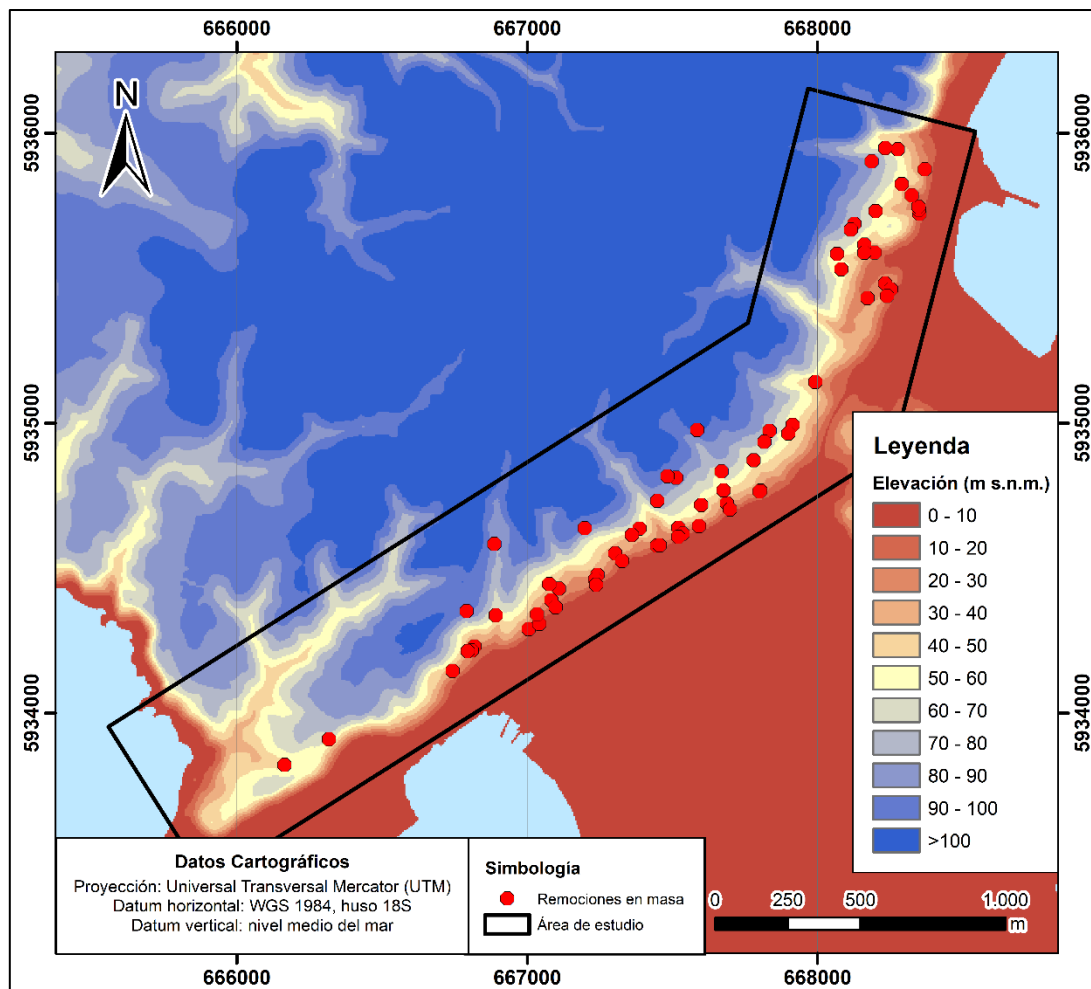 666000 667000 668000
N
5936000 5936000
5935000 5935000
5934000 5934000
Leyenda
Elevación (m s.n.m.)
0 - 10
10 - 20
20 - 30
30 - 40
40 - 50
50 - 60
60 - 70
70 - 80
80 - 90
90 - 100
>100
Datos Cartográficos
Proyección: Universal Transversal Mercator (UTM)
Datum horizontal: WGS 1984, huso 18S
Datum vertical: nivel medio del mar
Simbología
Remociones en masa
Área de estudio
0 250 500 1.000
m
666000 667000 668000